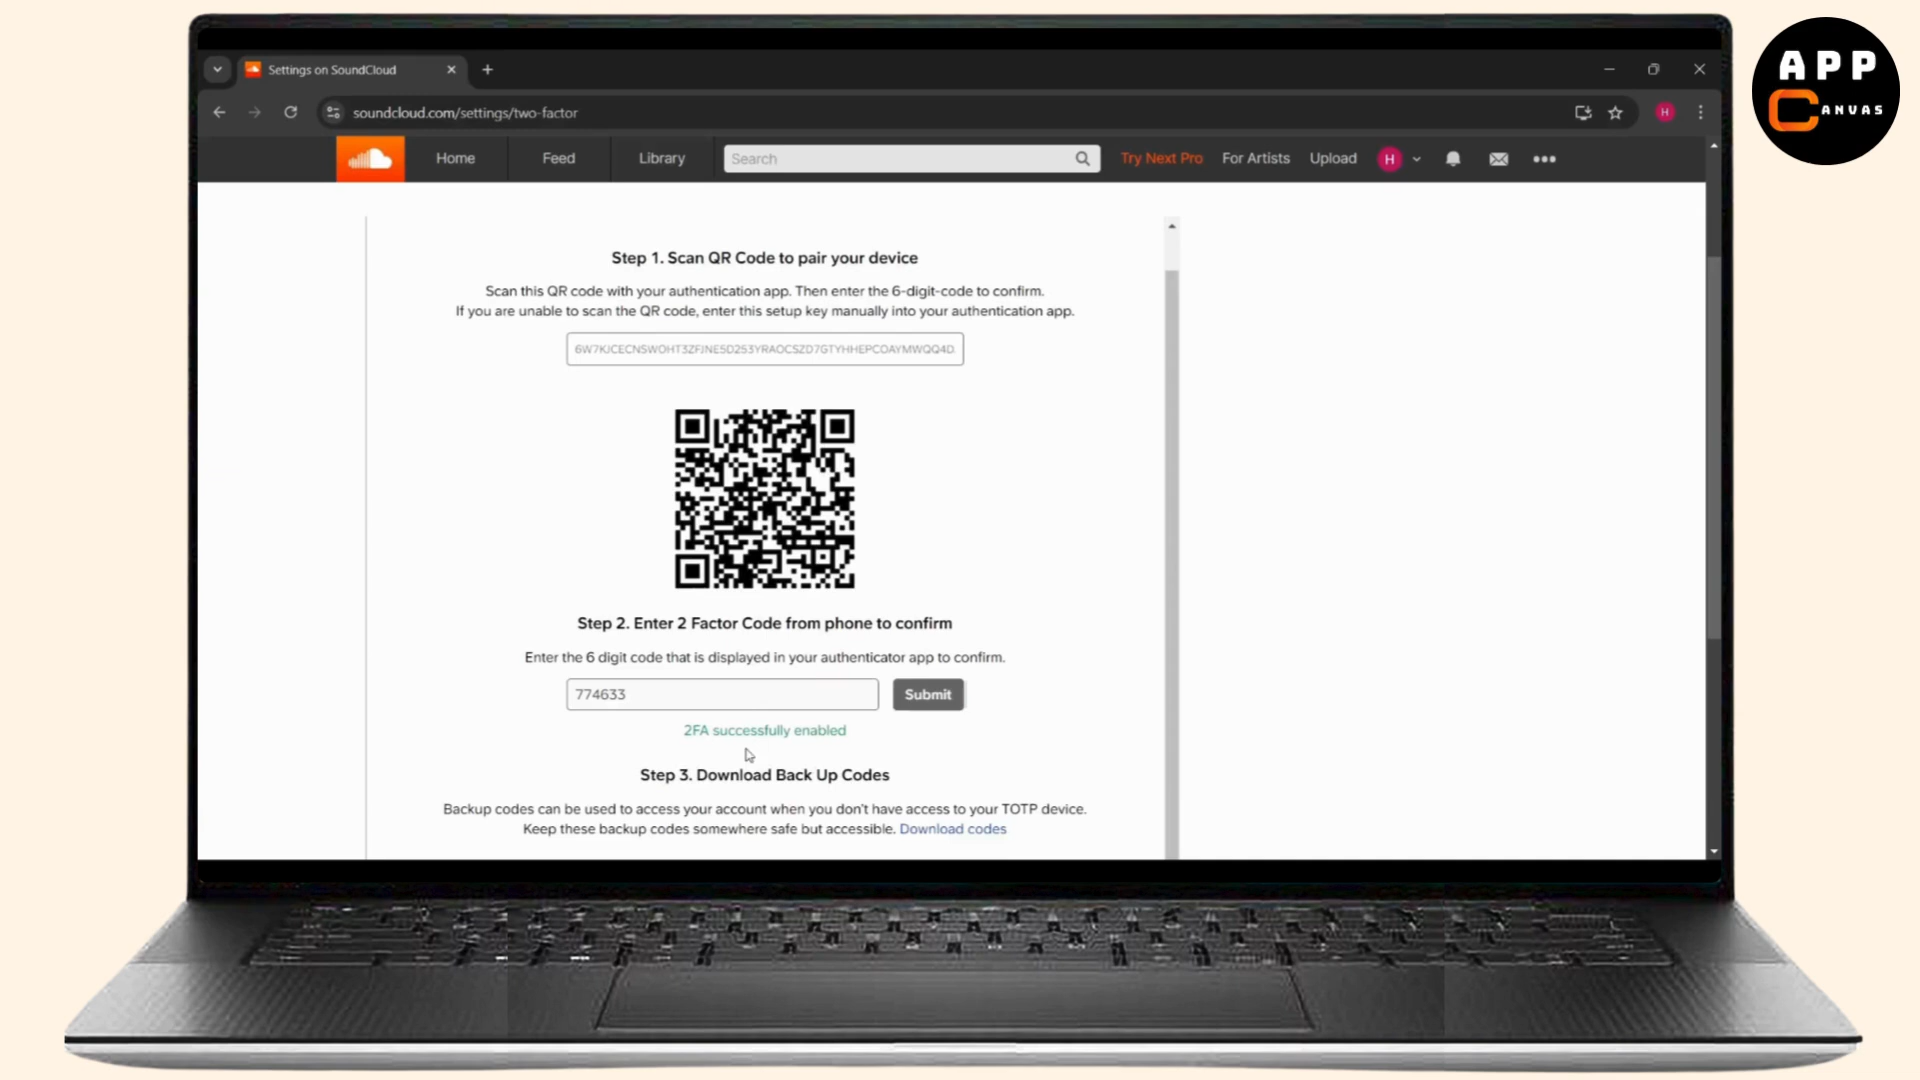 APP
CANVAS
Settings on SoundCloud
soundcloud.com/settings/two-factor
H
Home
Feed
Library
Search
Try Next Pro
For Artists
Upload
H
Step 1. Scan QR Code to pair your device
Scan this QR code with your authentication app. Then enter the 6-digit-code to confirm.
If you are unable to scan the QR code, enter this setup key manually into your authentication app.
6W7KJCECNSWOHT3ZFJNE5D253YRAOCSZD7GTYHHEPCOAYMWQQ4D
Step 2. Enter 2 Factor Code from phone to confirm
Enter the 6 digit code that is displayed in your authenticator app to confirm.
774633
Submit
2FA successfully enabled
Step 3. Download Back Up Codes
Backup codes can be used to access your account when you don't have access to your TOTP device.
Keep these backup codes somewhere safe but accessible. Download codes